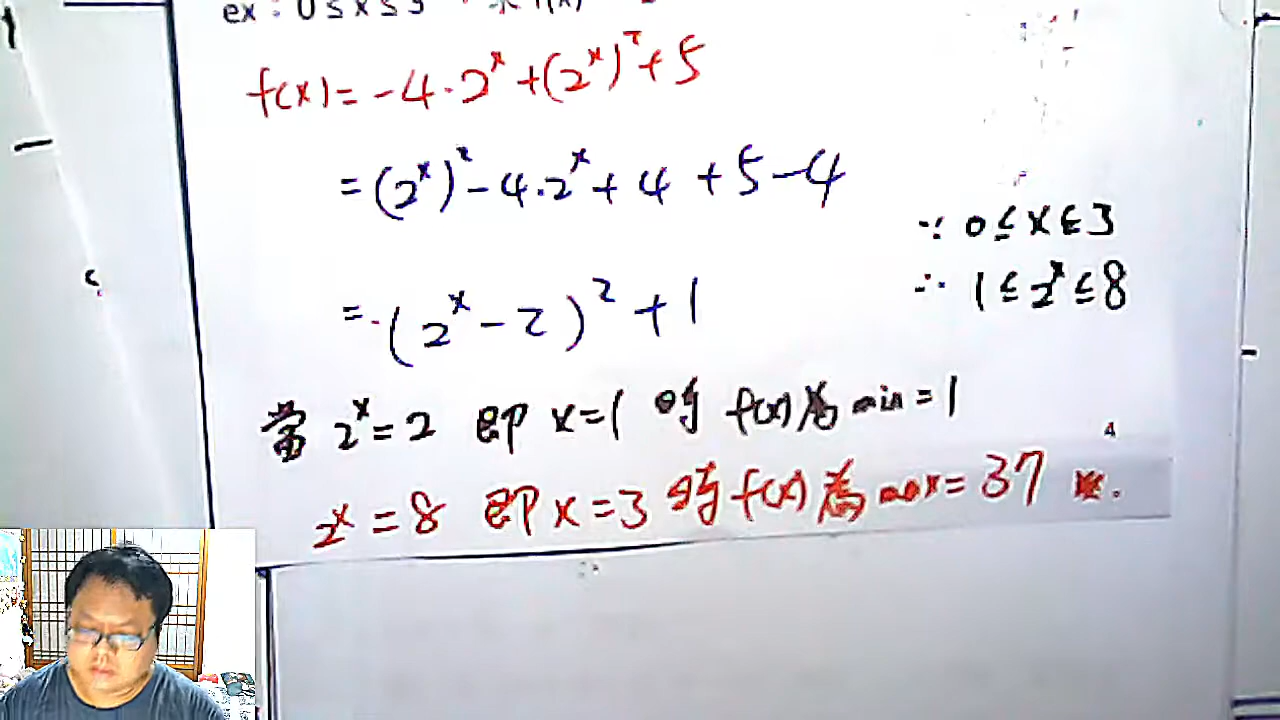 ex : 0 ≤ x ≤ 3 求 f(x)
f(x) = -4·2^x + (2^x)^2 + 5
= (2^x)^2 - 4·2^x + 4 + 5 - 4
∵ 0 ≤ x ≤ 3
∴ 1 ≤ 2^x ≤ 8
= (2^x - 2)^2 + 1
當 2^x = 2 即 x = 1 時 f(x)為 min = 1
4
2^x = 8 即 x = 3 時 f(x)為 max = 37